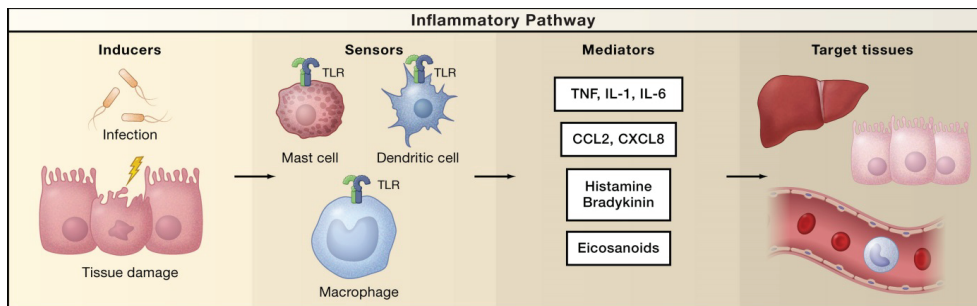 Inflammatory Pathway
Inducers
Infection
Tissue damage
Sensors
TLR
TLR
Mast cell
Dendritic cell
TLR
Macrophage
Mediators
TNF, IL-1, IL-6
CCL2, CXCL8
Histamine
Bradykinin
Eicosanoids
Target tissues